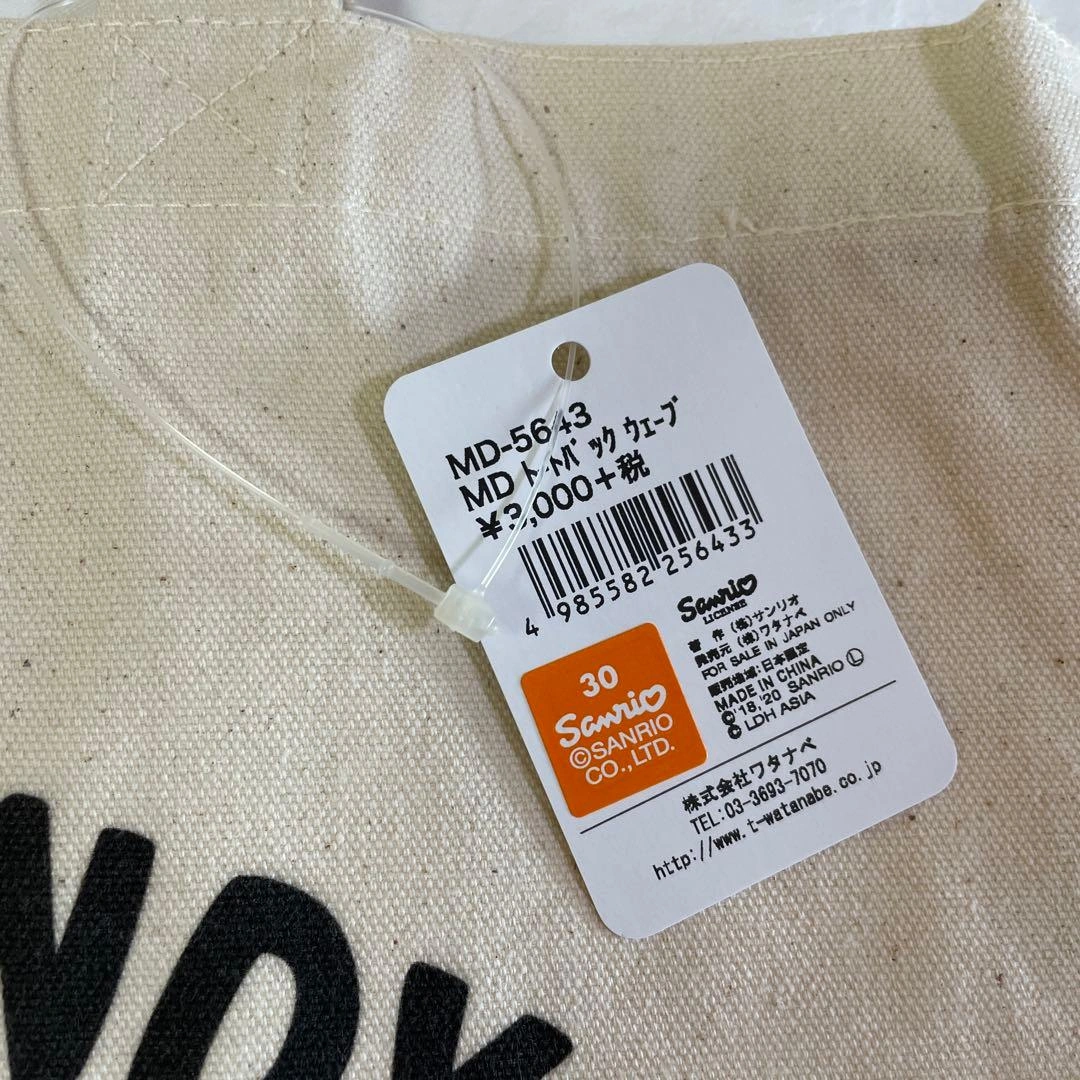 MD-5643
MD トートバック ウェーブ
¥3,000+税
4 985582 256433
Sanrio
LICENSE
著 作 (株)サンリオ
発売元 (株)ワタナベ
FOR SALE IN JAPAN ONLY
販売地域:日本限定
MADE IN CHINA
©'18,'20 SANRIO Ⓛ
© LDH ASIA
30
Sanrio
©SANRIO
CO.,LTD.
株式会社ワタナベ
TEL:03-3693-7070
http://www.t-watanabe.co.jp